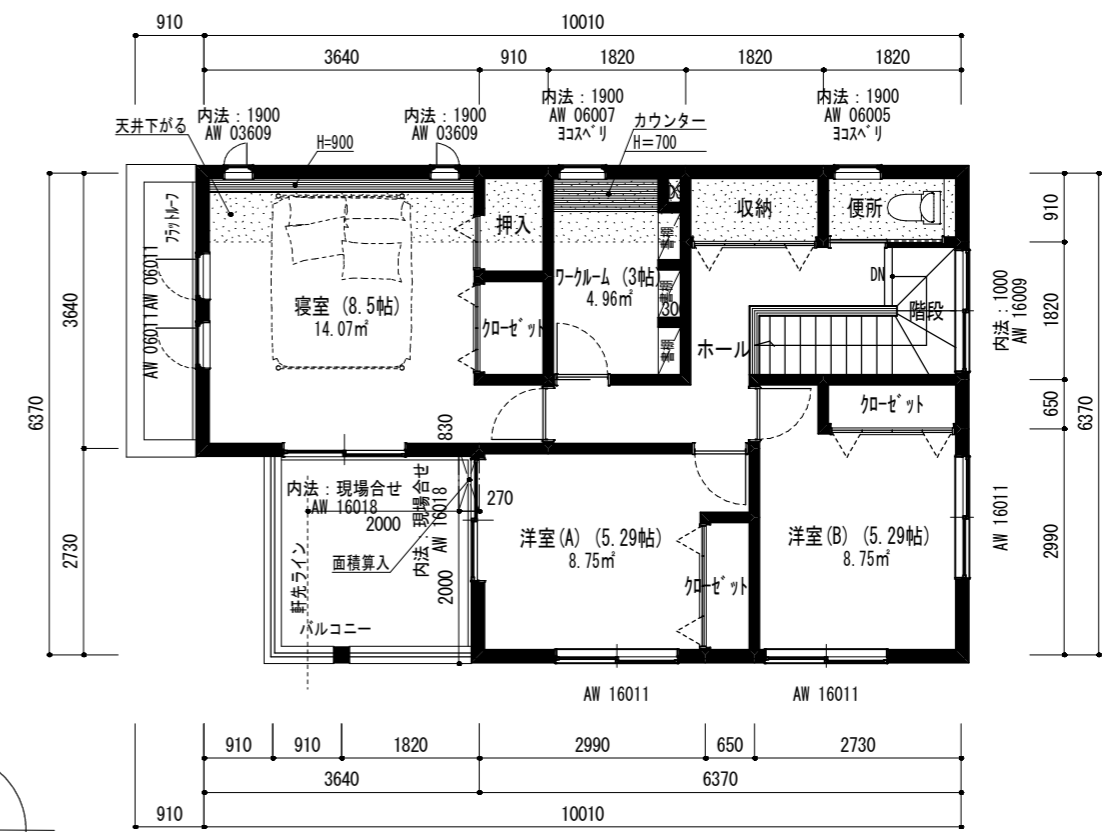 910
10010
3640
910
1820
1820
1820
内法：1900
AW 03609
内法：1900
AW 03609
内法：1900
AW 06007
ﾖｺｽﾍﾞﾘ
内法：1900
AW 06005
ﾖｺｽﾍﾞﾘ
天井下がる
H=900
カウンター
H=700
フラットルーフ
AW 06011
AW 06011
押入
収納
便所
寝室 (8.5帖)
14.07㎡
ｸﾛｰｾﾞｯﾄ
ﾜｰｸﾙｰﾑ (3帖)
4.96㎡
書棚
書棚
30
書棚
DN
階段
ホール
内法：1000
AW 16009
ｸﾛｰｾﾞｯﾄ
910
1820
650
2990
6370
3640
2730
6370
830
内法：現場合せ
AW 16018
2000
内法：現場合せ
AW 16018
2000
270
面積算入
軒先ライン
バルコニー
洋室(A) (5.29帖)
8.75㎡
ｸﾛｰｾﾞｯﾄ
洋室(B) (5.29帖)
8.75㎡
AW 16011
AW 16011
AW 16011
910
910
1820
2990
650
2730
3640
6370
910
10010